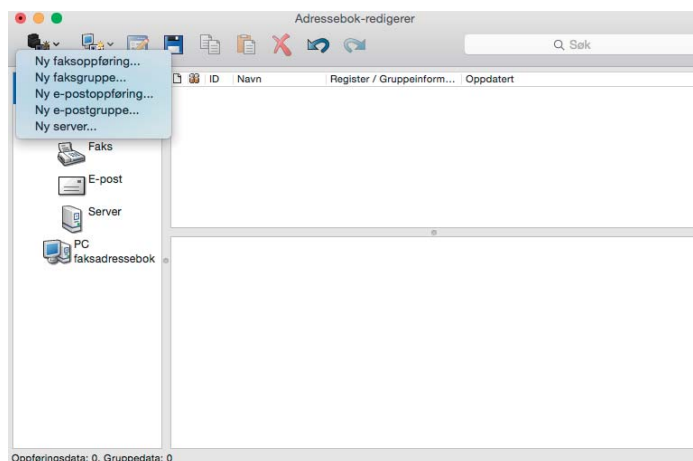 Adressebok-redigerer
Søk
Ny faksoppføring...
Ny faksgruppe...
Ny e-postoppføring...
Ny e-postgruppe...
Ny server...
ID Navn Register / Gruppeinform... Oppdatert
Faks
E-post
Server
PC
faksadressebok
Oppføringsdata: 0, Gruppedata: 0